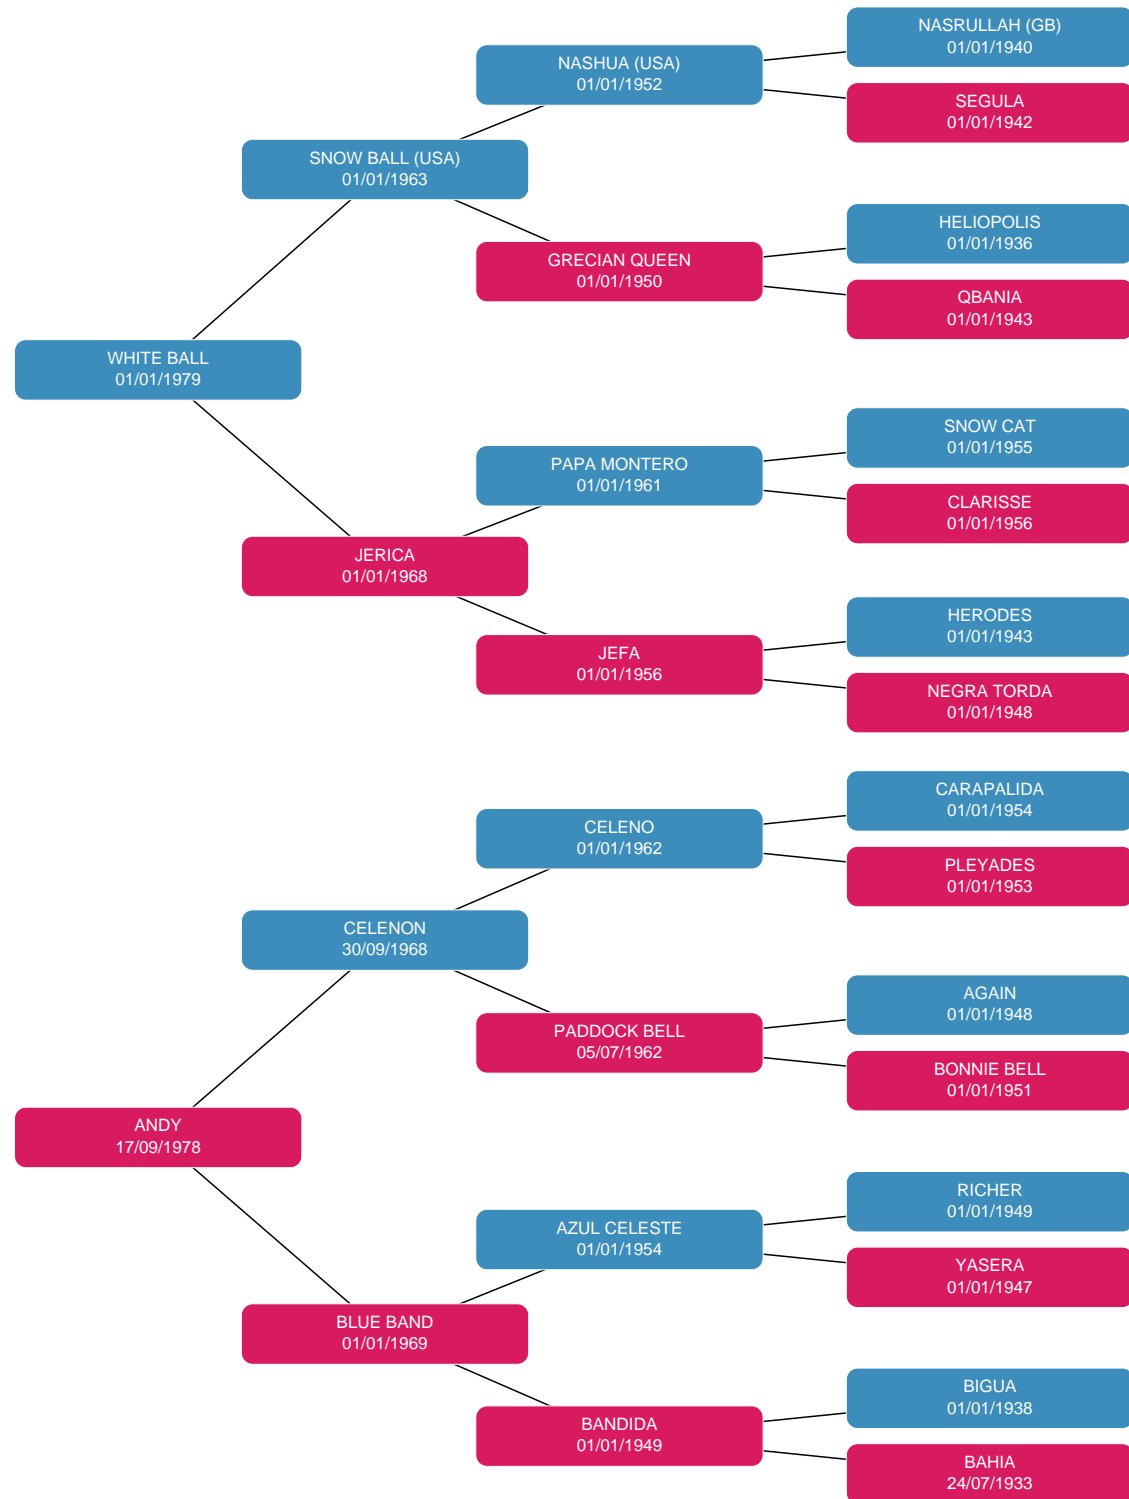 NASRULLAH (GB)
01/01/1940
NASHUA (USA)
01/01/1952
SEGULA
01/01/1942
SNOW BALL (USA)
01/01/1963
HELIOPOLIS
01/01/1936
GRECIAN QUEEN
01/01/1950
QBANIA
01/01/1943
WHITE BALL
01/01/1979
SNOW CAT
01/01/1955
PAPA MONTERO
01/01/1961
CLARISSE
01/01/1956
JERICA
01/01/1968
HERODES
01/01/1943
JEFA
01/01/1956
NEGRA TORDA
01/01/1948
CARAPALIDA
01/01/1954
CELENO
01/01/1962
PLEYADES
01/01/1953
CELENON
30/09/1968
AGAIN
01/01/1948
PADDOCK BELL
05/07/1962
BONNIE BELL
01/01/1951
ANDY
17/09/1978
RICHER
01/01/1949
AZUL CELESTE
01/01/1954
YASERA
01/01/1947
BLUE BAND
01/01/1969
BIGUA
01/01/1938
BANDIDA
01/01/1949
BAHIA
24/07/1933